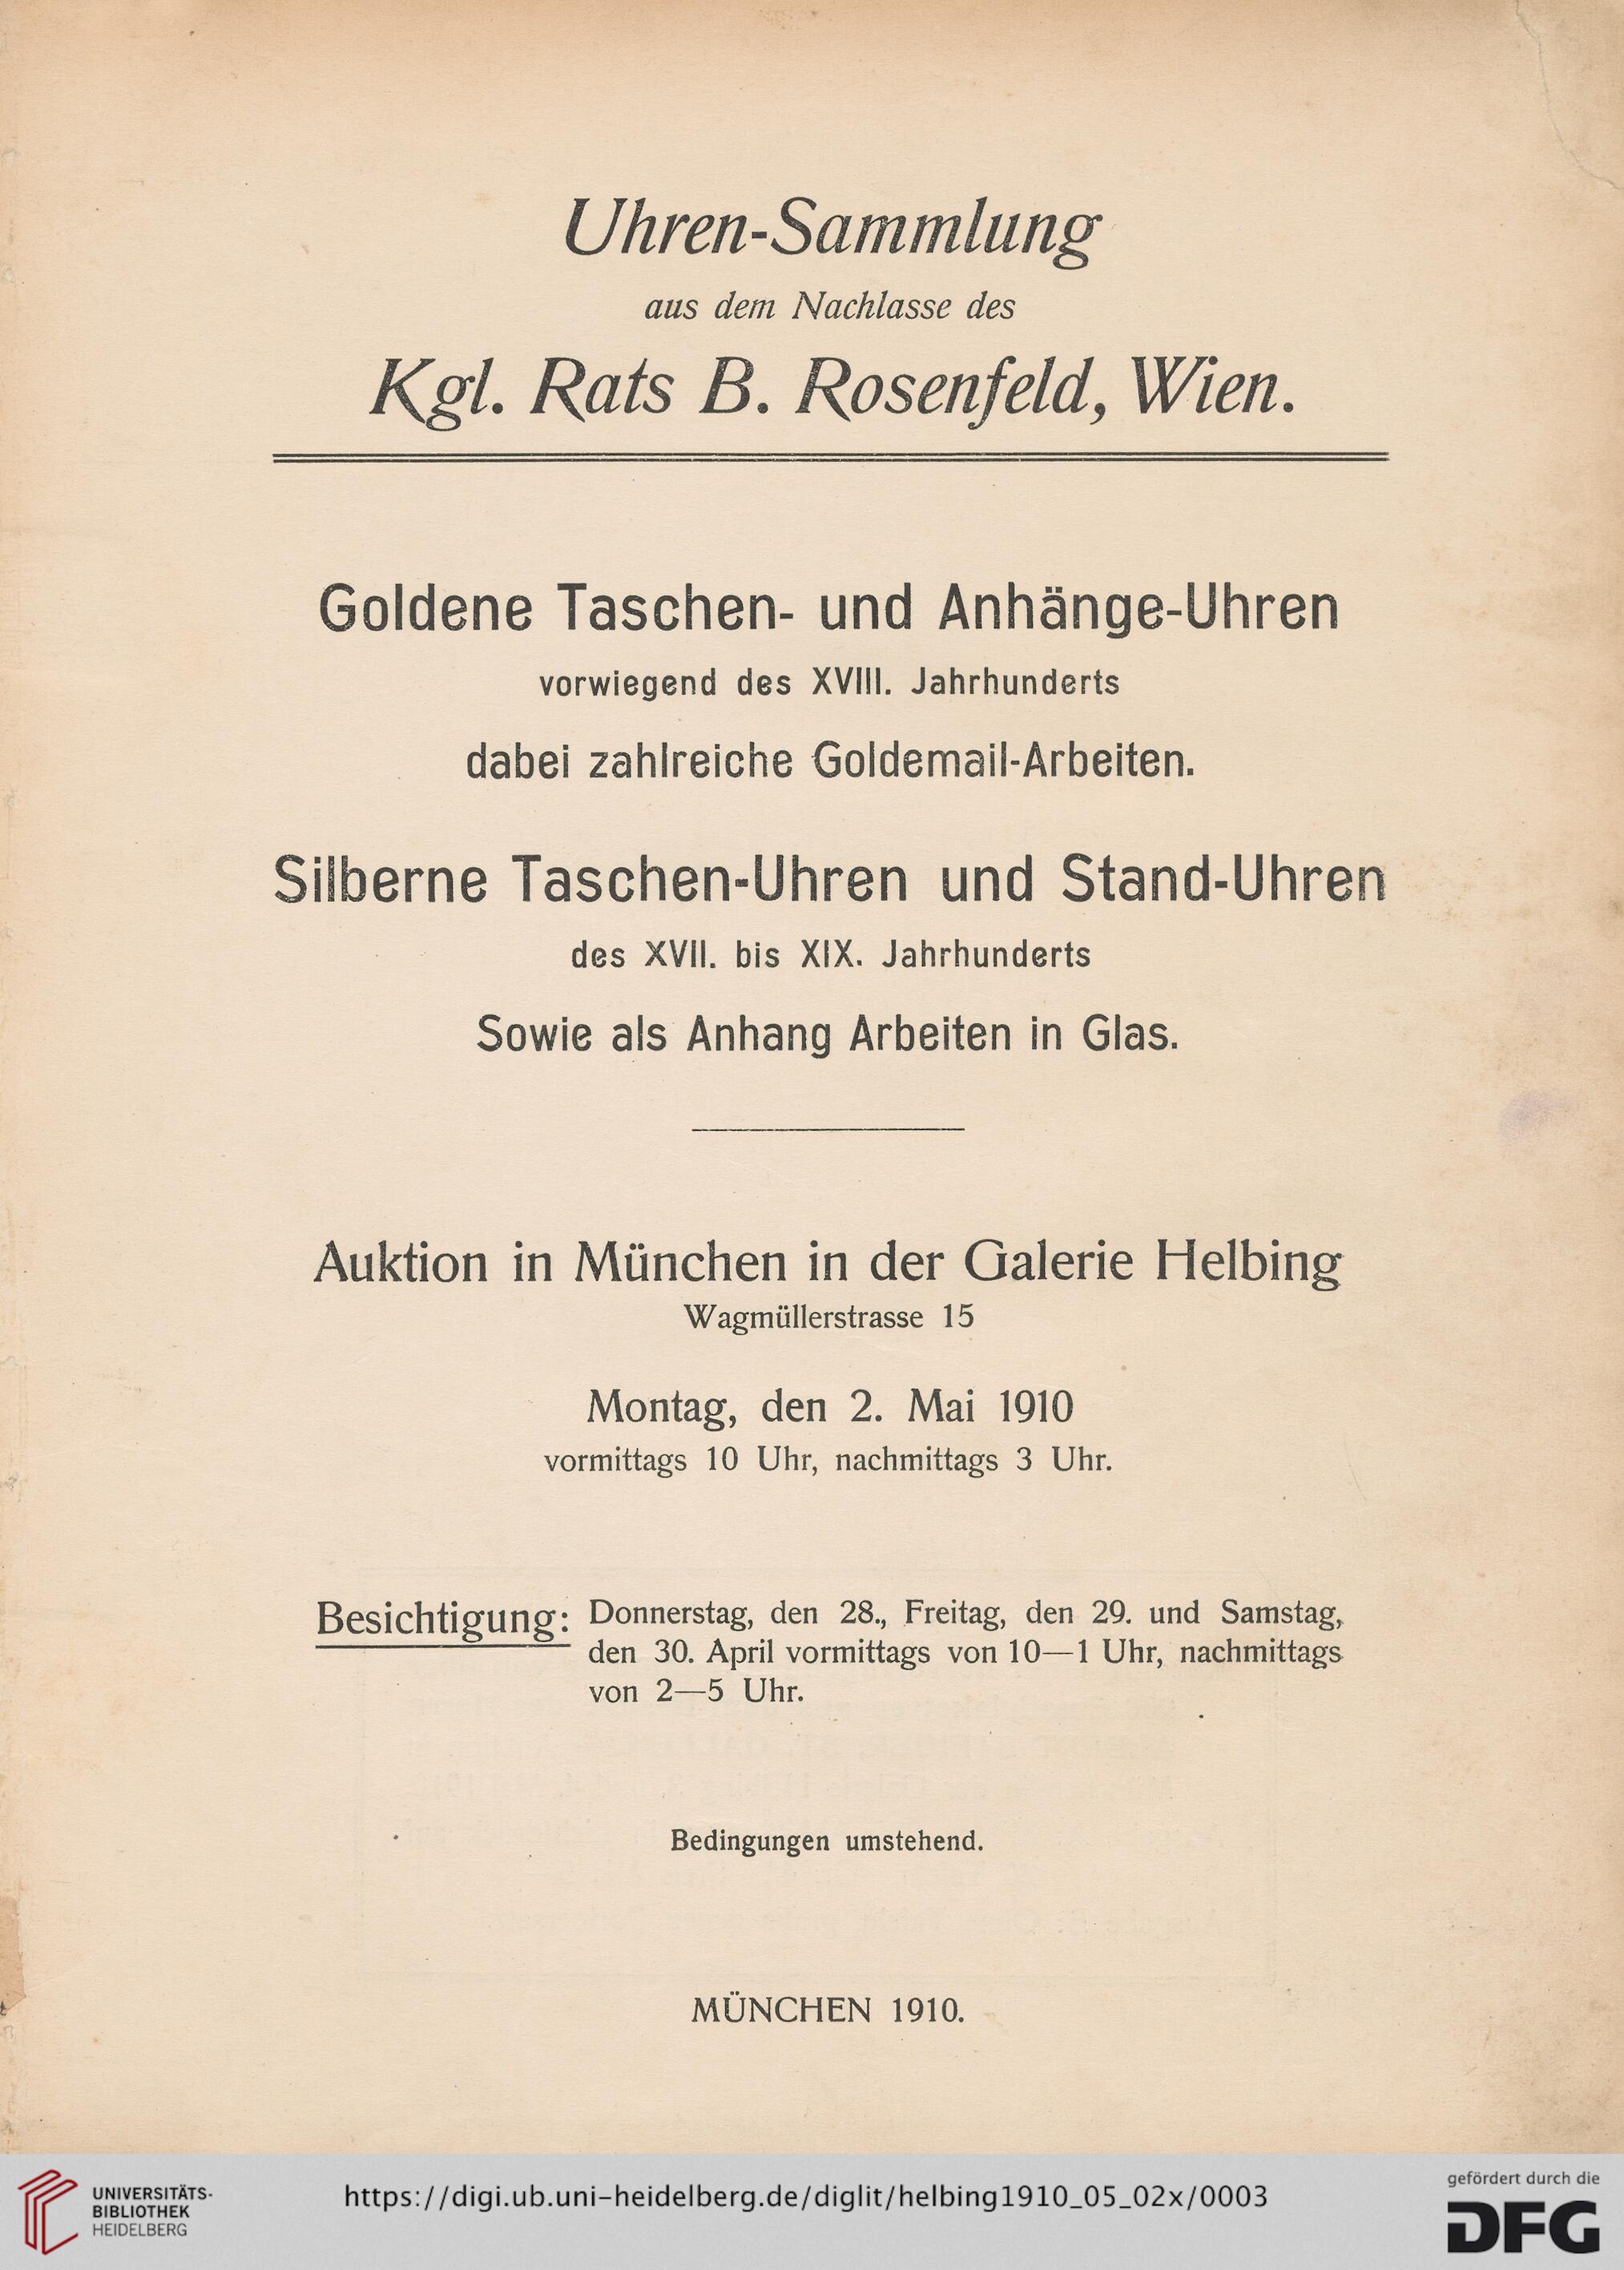 Uhren-Sammlung
aus dem Nachlasse des
Kgl. Rats B. Rosenfeld, Wien.
Goldene Taschen- und Anhänge-Uhren
vorwiegend des XVIII. Jahrhunderts
dabei zahlreiche Goldemail-Arbeiten.
Silberne Taschen-Uhren und Stand-Uhren
des XVII. bis XIX. Jahrhunderts
Sowie als Anhang Arbeiten in Glas.
Auktion in München in der Galerie Helbing
Wagmüllerstrasse 15
Montag, den 2. Mai 1910
vormittags 10 Uhr, nachmittags 3 Uhr.
Besichtigung: Donnerstag, den 28., Freitag, den 29. und Samstag,
den 30. April vormittags von 10—1 Uhr, nachmittags
von 2—5 Uhr.
Bedingungen umstehend.
MÜNCHEN 1910.
UNIVERSITÄTS-
BIBLIOTHEK
HEIDELBERG
https://digi.ub.uni-heidelberg.de/diglit/helbing1910_05_02x/0003
gefördert durch die
DFG